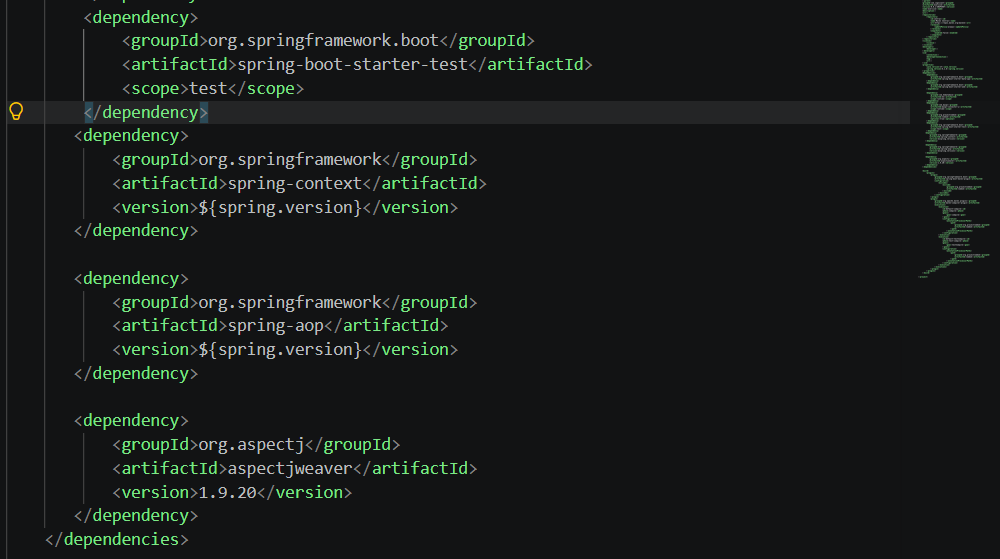 </dependency>
<dependency>
<groupId>org.springframework.boot</groupId>
<artifactId>spring-boot-starter-test</artifactId>
<scope>test</scope>
</dependency>
<dependency>
<groupId>org.springframework</groupId>
<artifactId>spring-context</artifactId>
<version>${spring.version}</version>
</dependency>
<dependency>
<groupId>org.springframework</groupId>
<artifactId>spring-aop</artifactId>
<version>${spring.version}</version>
</dependency>
<dependency>
<groupId>org.aspectj</groupId>
<artifactId>aspectjweaver</artifactId>
<version>1.9.20</version>
</dependency>
</dependencies>